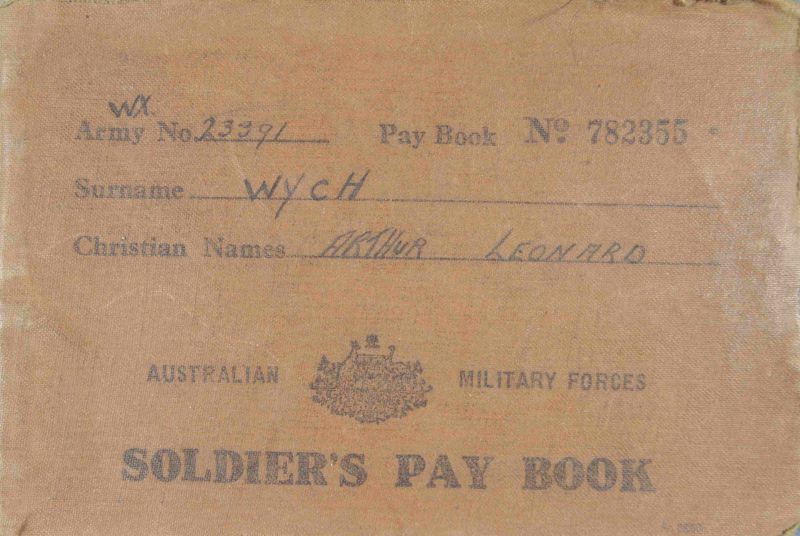 WX.
Army No. 23391 Pay Book No 782355
Surname WYCH
Christian Names ARTHUR LEONARD
AUSTRALIAN MILITARY FORCES
SOLDIER'S PAY BOOK